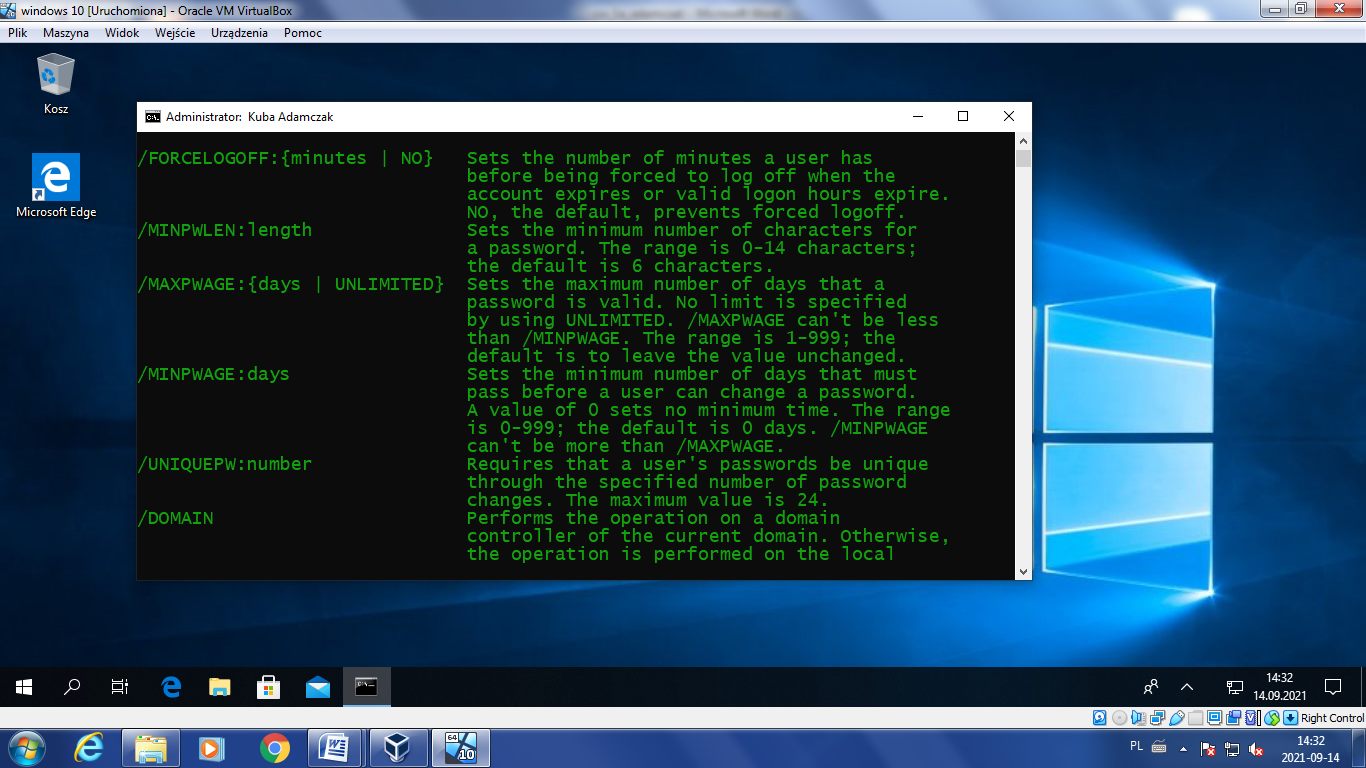 windows 10 [Uruchomiona] - Oracle VM VirtualBox
Plik Maszyna Widok Wejście Urządzenia Pomoc
Kosz
Microsoft Edge
Administrator: Kuba Adamczak
/FORCELOGOFF:{minutes | NO} Sets the number of minutes a user has
before being forced to log off when the
account expires or valid logon hours expire.
NO, the default, prevents forced logoff.
/MINPWLEN:length Sets the minimum number of characters for
a password. The range is 0-14 characters;
the default is 6 characters.
/MAXPWAGE:{days | UNLIMITED} Sets the maximum number of days that a
password is valid. No limit is specified
by using UNLIMITED. /MAXPWAGE can't be less
than /MINPWAGE. The range is 1-999; the
default is to leave the value unchanged.
/MINPWAGE:days Sets the minimum number of days that must
pass before a user can change a password.
A value of 0 sets no minimum time. The range
is 0-999; the default is 0 days. /MINPWAGE
can't be more than /MAXPWAGE.
/UNIQUEPW:number Requires that a user's passwords be unique
through the specified number of password
changes. The maximum value is 24.
/DOMAIN Performs the operation on a domain
controller of the current domain. Otherwise,
the operation is performed on the local
14:32
14.09.2021
Right Control
64
10
PL
14:32
2021-09-14